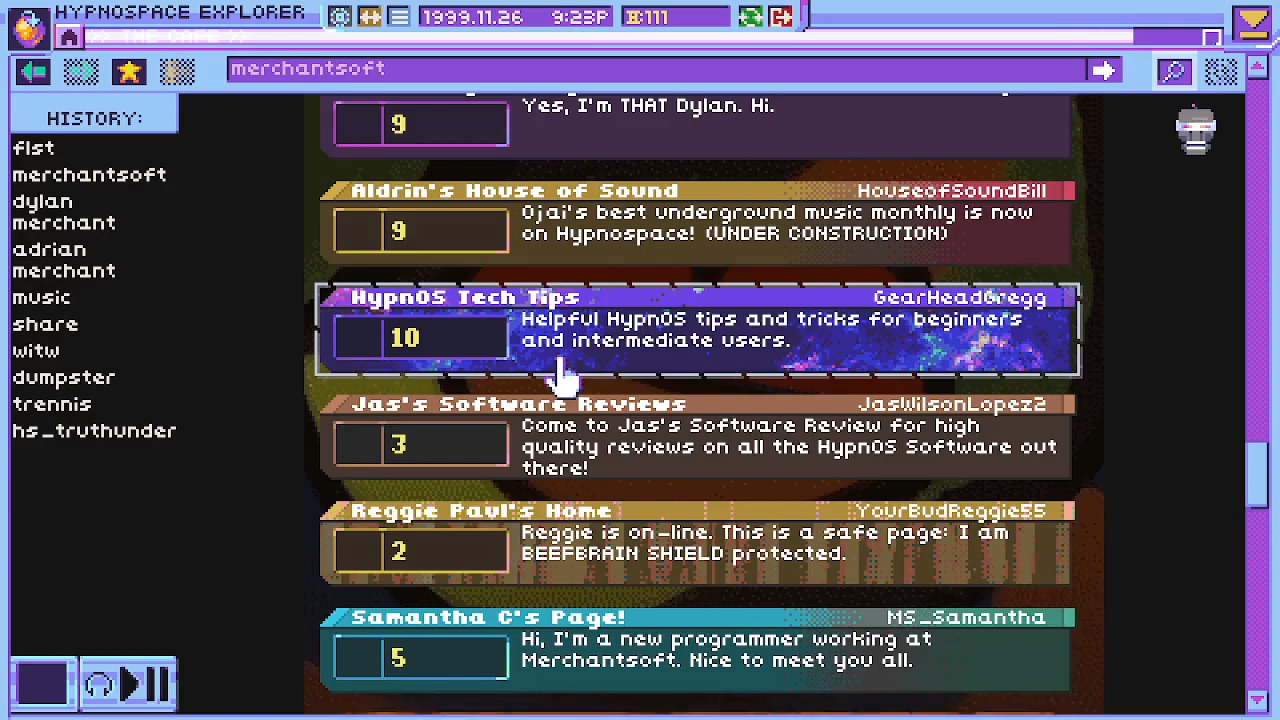 HYPNOSPACE EXPLORER
1999.11.26 9:23P
111
merchantsoft
HISTORY:
flst
merchantsoft
dylan
merchant
adrian
merchant
music
share
witw
dumpster
trennis
hs_truthunder
Yes, I'm THAT Dylan. Hi.
9
Aldrin's House of Sound HouseofSoundBill
9
Ojai's best underground music monthly is now
on Hypnospace! (UNDER CONSTRUCTION)
HypnOS Tech Tips GearHeadGregg
10
Helpful HypnOS tips and tricks for beginners
and intermediate users.
Jas's Software Reviews JasWilsonLopez2
3
Come to Jas's Software Review for high
quality reviews on all the HypnOS Software out
there!
Reggie Paul's Home YourBudReggie55
2
Reggie is on-line. This is a safe page: I am
BEEFBRAIN SHIELD protected.
Samantha C's Page! MS_Samantha
5
Hi, I'm a new programmer working at
Merchantsoft. Nice to meet you all.